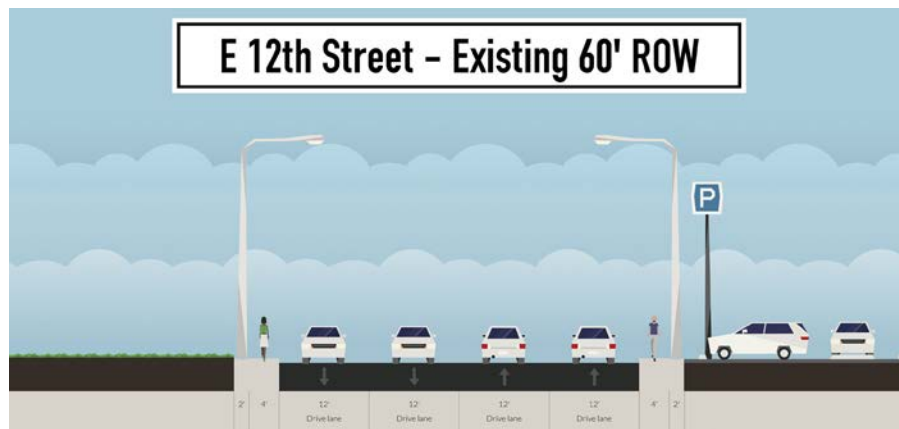 E 12th Street - Existing 60' ROW
P
2' 4' 12' 12' 12' 12' 4' 2'
Drive lane Drive lane Drive lane Drive lane